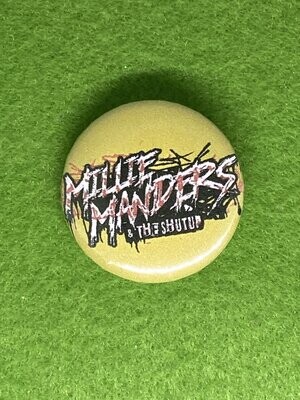 MILLIE
MANDERS
& THE SHUTUP